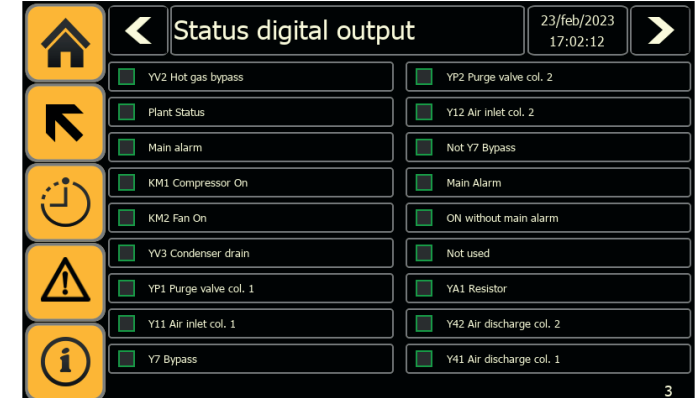 Status digital output
23/feb/2023
17:02:12
YV2 Hot gas bypass
Plant Status
Main alarm
KM1 Compressor On
KM2 Fan On
YV3 Condenser drain
YP1 Purge valve col. 1
Y11 Air inlet col. 1
Y7 Bypass
YP2 Purge valve col. 2
Y12 Air inlet col. 2
Not Y7 Bypass
Main Alarm
ON without main alarm
Not used
YA1 Resistor
Y42 Air discharge col. 2
Y41 Air discharge col. 1
3